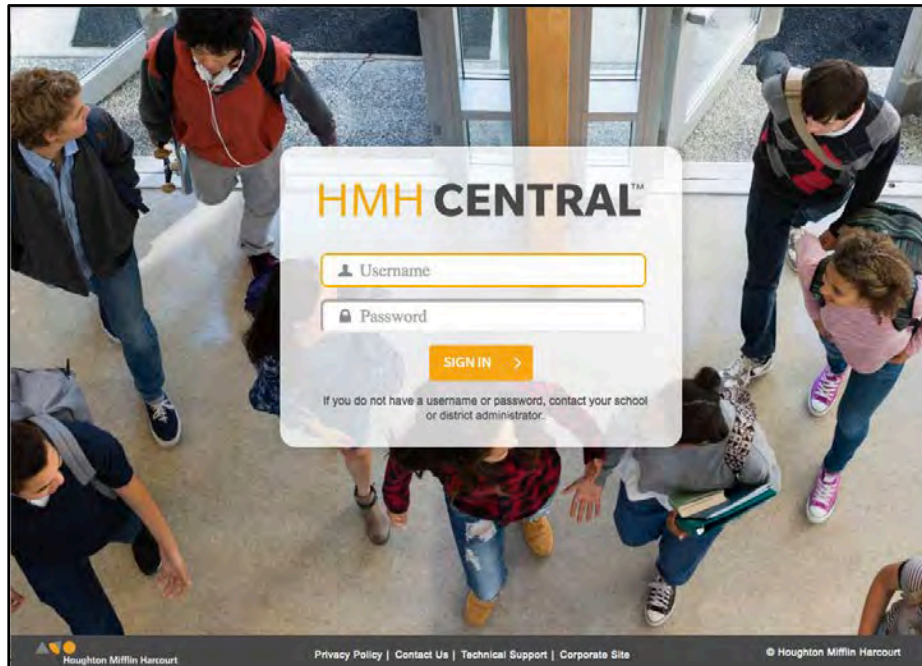 HMH CENTRAL™
Username
Password
SIGN IN >
If you do not have a username or password, contact your school
or district administrator.
Houghton Mifflin Harcourt
Privacy Policy | Contact Us | Technical Support | Corporate Site
© Houghton Mifflin Harcourt